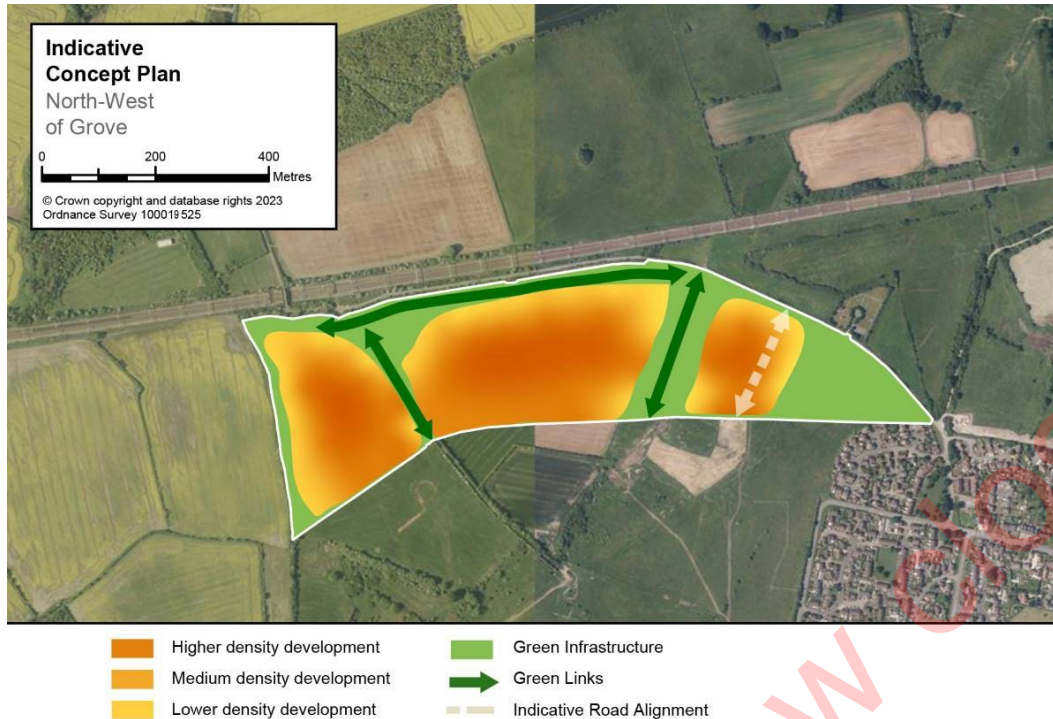 Indicative
Concept Plan
North-West
of Grove
0 200 400
Metres
© Crown copyright and database rights 2023
Ordnance Survey 100019525
Higher density development
Medium density development
Lower density development
Green Infrastructure
Green Links
Indicative Road Alignment